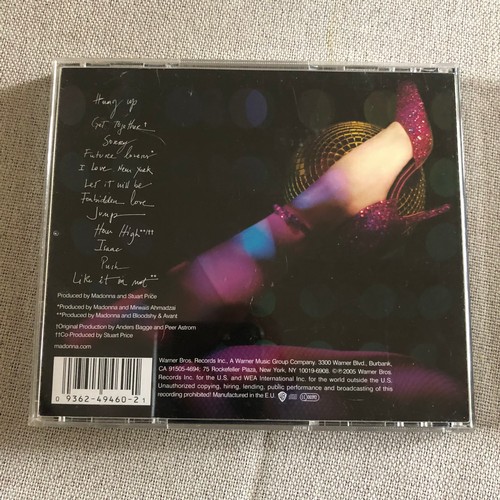 Hung up
Get Together†
Sorry
Future lovers*
I Love New York
Let it will be
Forbidden love
Jump
How High**/††
Isaac
Push
Like it or not**
Produced by Madonna and Stuart Price
*Produced by Madonna and Mirwais Ahmadzai
**Produced by Madonna and Bloodshy & Avant
†Original Production by Anders Bagge and Peer Astrom
††Co-Produced by Stuart Price
madonna.com
Warner Bros. Records Inc., A Warner Music Group Company, 3300 Warner Blvd., Burbank,
CA 91505-4694; 75 Rockefeller Plaza, New York, NY 10019-6908. ©℗2005 Warner Bros.
Records Inc. for the U.S. and WEA International Inc. for the world outside the U.S.
Unauthorized copying, hiring, lending, public performance and broadcasting of this
recording prohibited! Manufactured in the E.U.
0 9362-49460-2 1